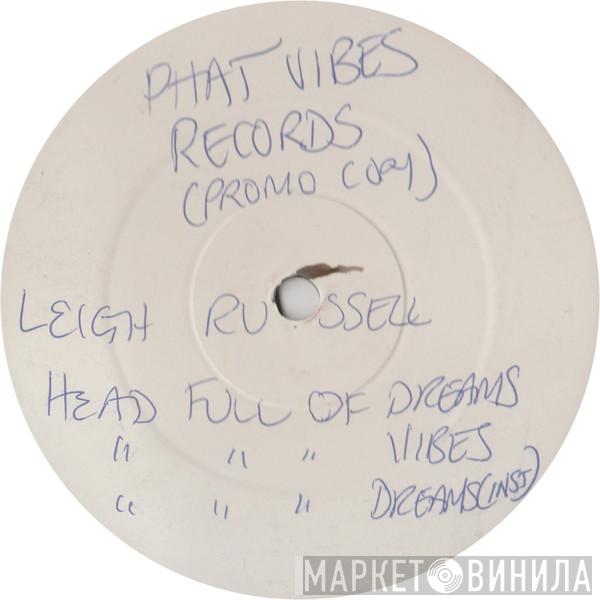 PHAT VIBES
RECORDS
(PROMO COPY)
LEIGH RUSSELL
HEAD FULL OF DREAMS
" " " VIBES
" " " DREAMS(INST)
МАРКЕТ ВИНИЛА